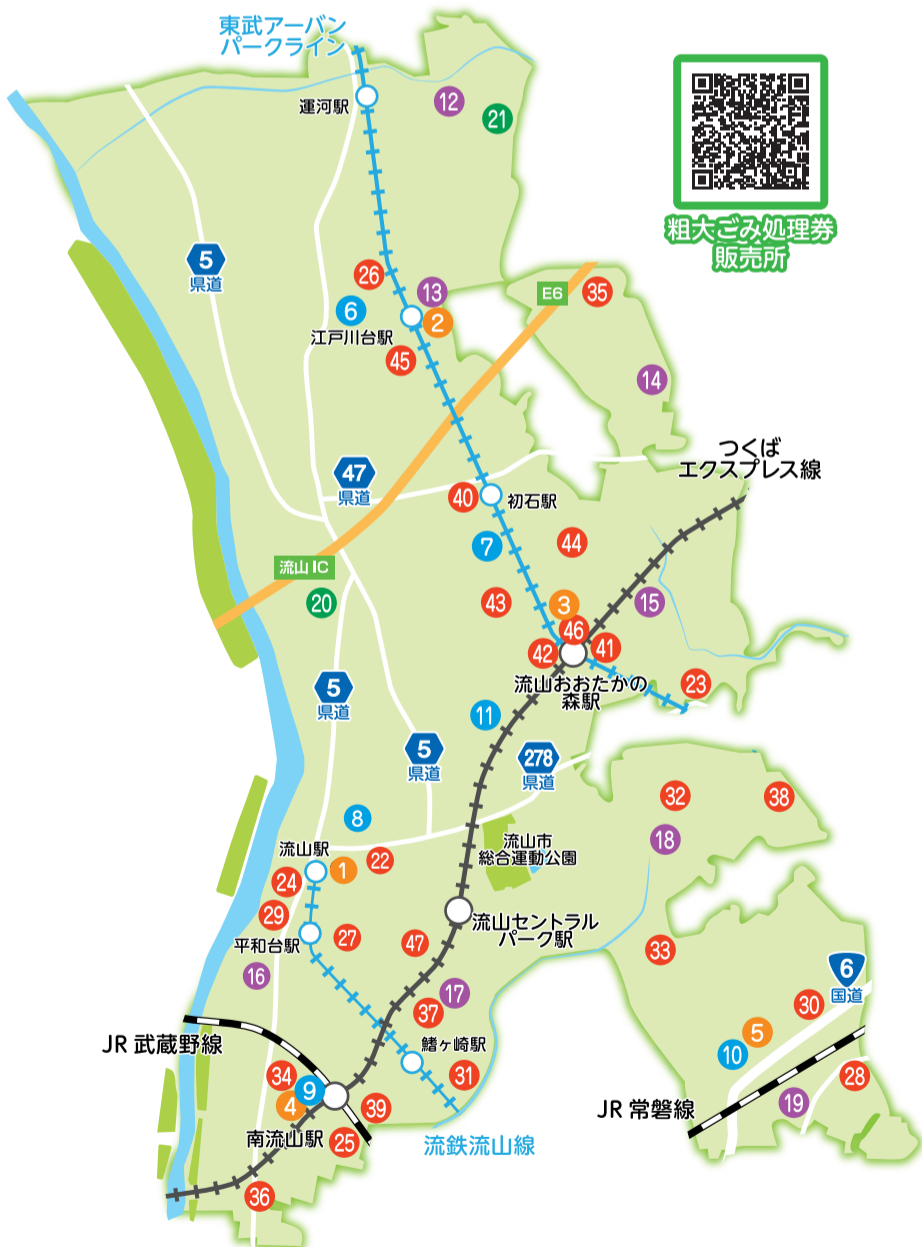 東武アーバン
パークライン
運河駅
12
21
粗大ごみ処理券
販売所
5
県道
26
13
E6
35
6
2
江戸川台駅
45
14
つくば
エクスプレス線
47
県道
40
初石駅
7
44
流山IC
20
43
3
15
46
42
41
流山おおたかの
森駅
23
5
県道
11
5
県道
278
県道
32
38
8
18
流山駅
1
22
流山市
総合運動公園
24
29
平和台駅
27
47
流山セントラル
パーク駅
33
16
17
6
国道
37
30
5
JR 武蔵野線
鰭ヶ崎駅
10
34
9
31
28
4
39
JR 常磐線
19
南流山駅
25
流鉄流山線
36